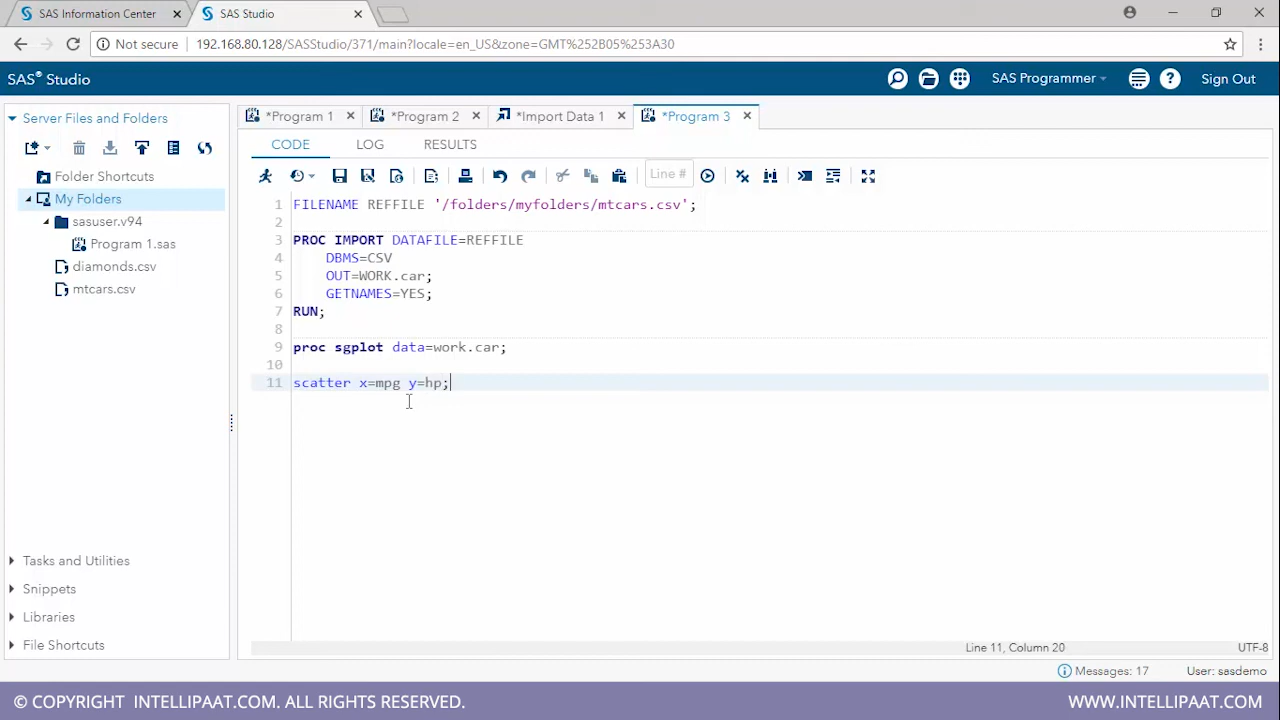 SAS Information Center
SAS Studio
Not secure 192.168.80.128/SASStudio/371/main?locale=en_US&zone=GMT%252B05%253A30
SAS® Studio
SAS Programmer
Sign Out
Server Files and Folders
Folder Shortcuts
My Folders
sasuser.v94
Program 1.sas
diamonds.csv
mtcars.csv
Tasks and Utilities
Snippets
Libraries
File Shortcuts
*Program 1
*Program 2
*Import Data 1
*Program 3
CODE LOG RESULTS
Line #
1 FILENAME REFFILE '/folders/myfolders/mtcars.csv';
2
3 PROC IMPORT DATAFILE=REFFILE
4 DBMS=CSV
5 OUT=WORK.car;
6 GETNAMES=YES;
7 RUN;
8
9 proc sgplot data=work.car;
10
11 scatter x=mpg y=hp;
Line 11, Column 20
UTF-8
Messages: 17
User: sasdemo
© COPYRIGHT INTELLIPAAT.COM. ALL RIGHTS RESERVED.
WWW.INTELLIPAAT.COM